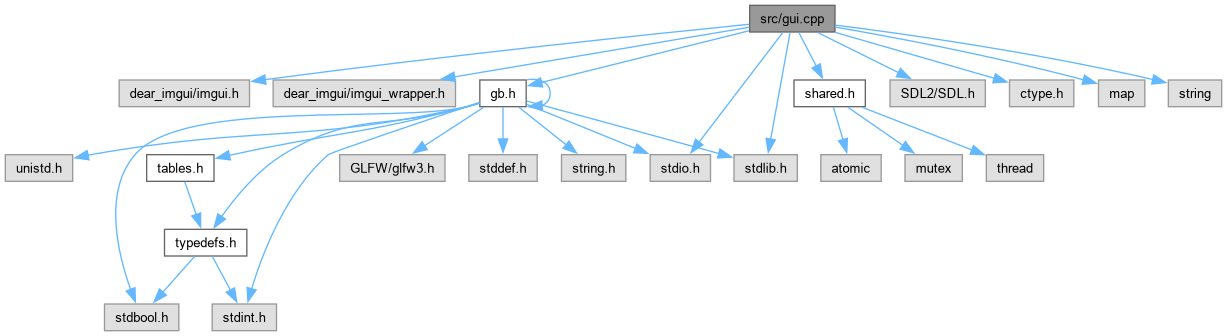 src/gui.cpp
dear_imgui/imgui.h
dear_imgui/imgui_wrapper.h
gb.h
shared.h
SDL2/SDL.h
ctype.h
map
string
unistd.h
tables.h
GLFW/glfw3.h
stddef.h
string.h
stdio.h
stdlib.h
atomic
mutex
thread
typedefs.h
stdbool.h
stdint.h